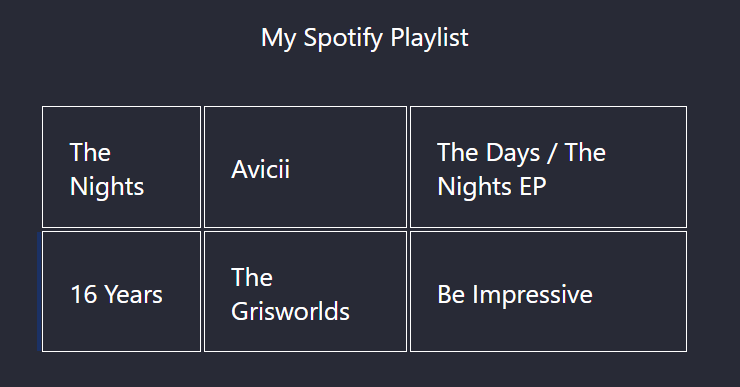 My Spotify Playlist
The
Nights
Avicii
The Days / The
Nights EP
16 Years
The
Grisworlds
Be Impressive